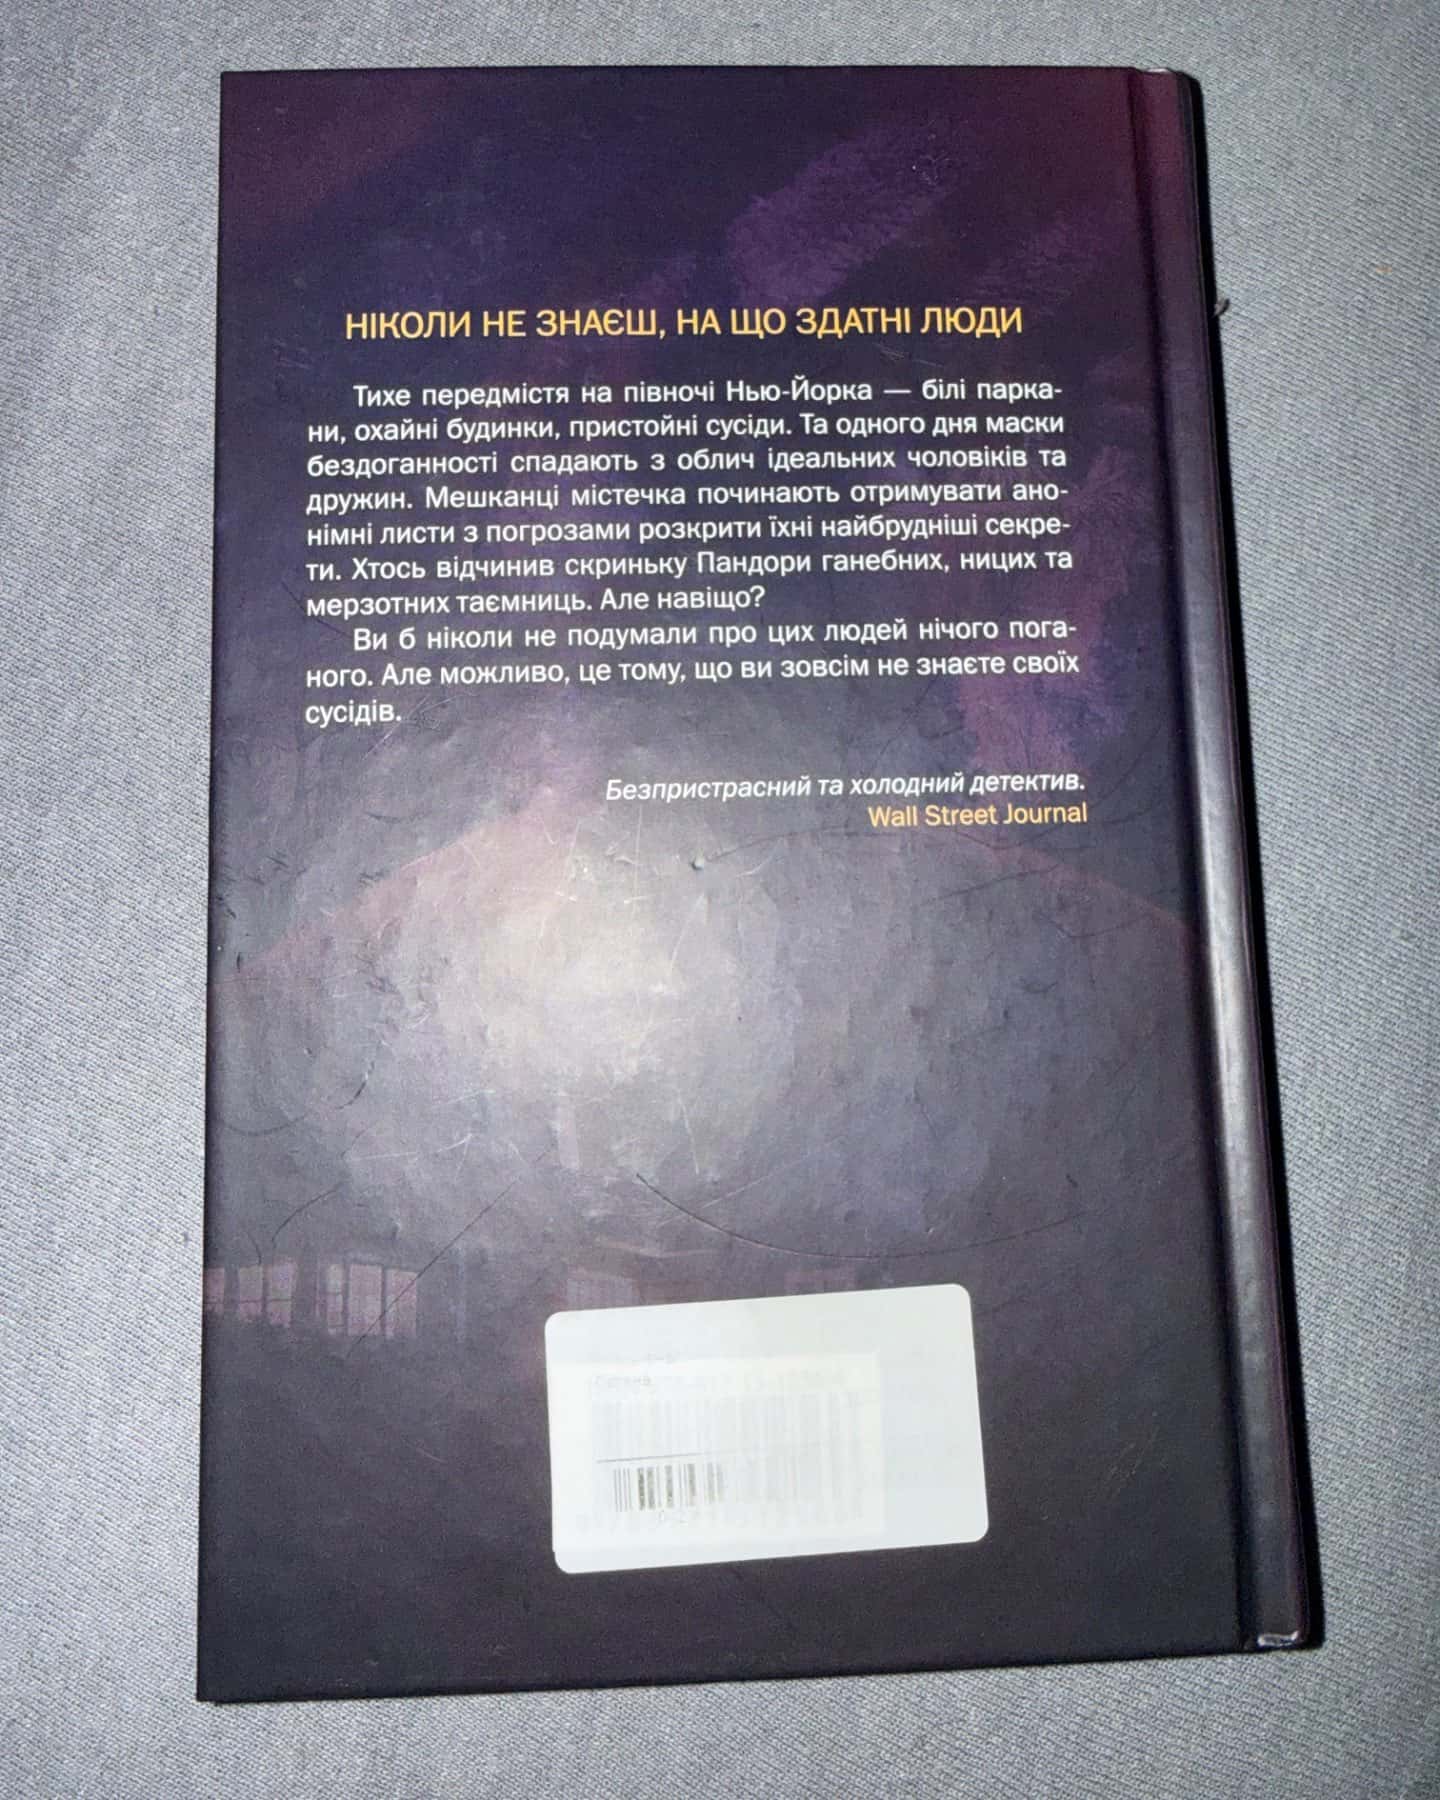 НІКОЛИ НЕ ЗНАЄШ, НА ЩО ЗДАТНІ ЛЮДИ
Тихе передмістя на півночі Нью-Йорка — білі парка-
ни, охайні будинки, пристойні сусіди. Та одного дня маски
бездоганності спадають з облич ідеальних чоловіків та
дружин. Мешканці містечка починають отримувати ано-
німні листи з погрозами розкрити їхні найбрудніші секре-
ти. Хтось відчинив скриньку Пандори ганебних, ницих та
мерзотних таємниць. Але навіщо?
Ви б ніколи не подумали про цих людей нічого пога-
ного. Але можливо, це тому, що ви зовсім не знаєте своїх
сусідів.
Безпристрасний та холодний детектив.
Wall Street Journal